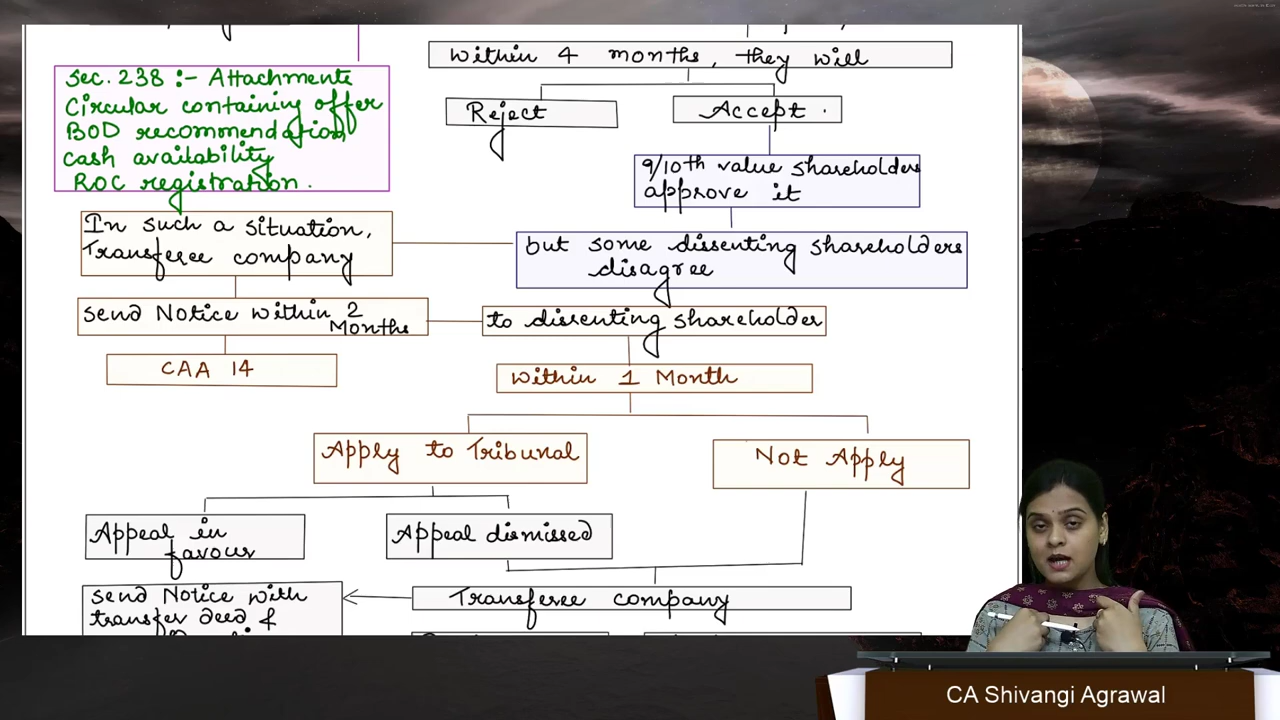 within 4 months, they will
Sec. 238 :- Attachments
Circular containing offer
BOD recommendation
cash availability
ROC registration.
Reject
Accept.
9/10th value shareholders
approve it
In such a situation,
Transferee company
but some dissenting shareholders
disagree
send Notice within 2
Months
to dissenting shareholder
CAA 14
within 1 Month
Apply to Tribunal
Not Apply
Appeal in
favour
Appeal dismissed
send Notice with
transfer deed &
Transferee company
CA Shivangi Agrawal